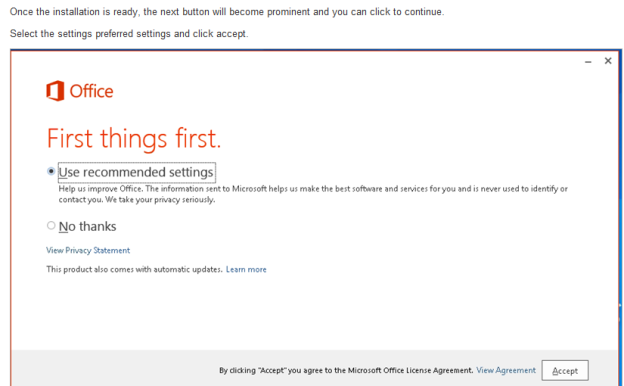 Once the installation is ready, the next button will become prominent and you can click to continue.
Select the settings preferred settings and click accept.
Office
First things first.
Use recommended settings
Help us improve Office. The information sent to Microsoft helps us make the best software and services for you and is never used to identify or
contact you. We take your privacy seriously.
No thanks
View Privacy Statement
This product also comes with automatic updates. Learn more
By clicking "Accept" you agree to the Microsoft Office License Agreement. View Agreement Accept